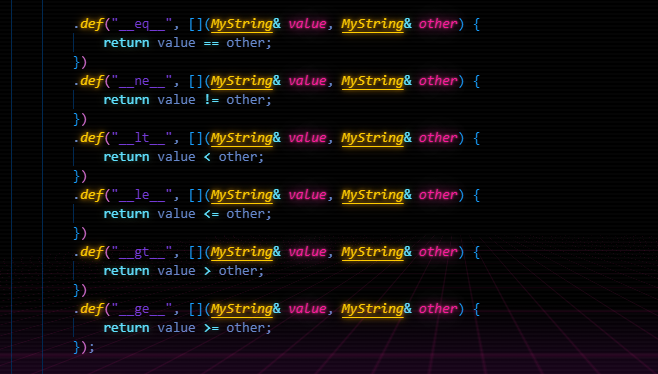 .def("__eq__", [](MyString& value, MyString& other) {
return value == other;
})
.def("__ne__", [](MyString& value, MyString& other) {
return value != other;
})
.def("__lt__", [](MyString& value, MyString& other) {
return value < other;
})
.def("__le__", [](MyString& value, MyString& other) {
return value <= other;
})
.def("__gt__", [](MyString& value, MyString& other) {
return value > other;
})
.def("__ge__", [](MyString& value, MyString& other) {
return value >= other;
});